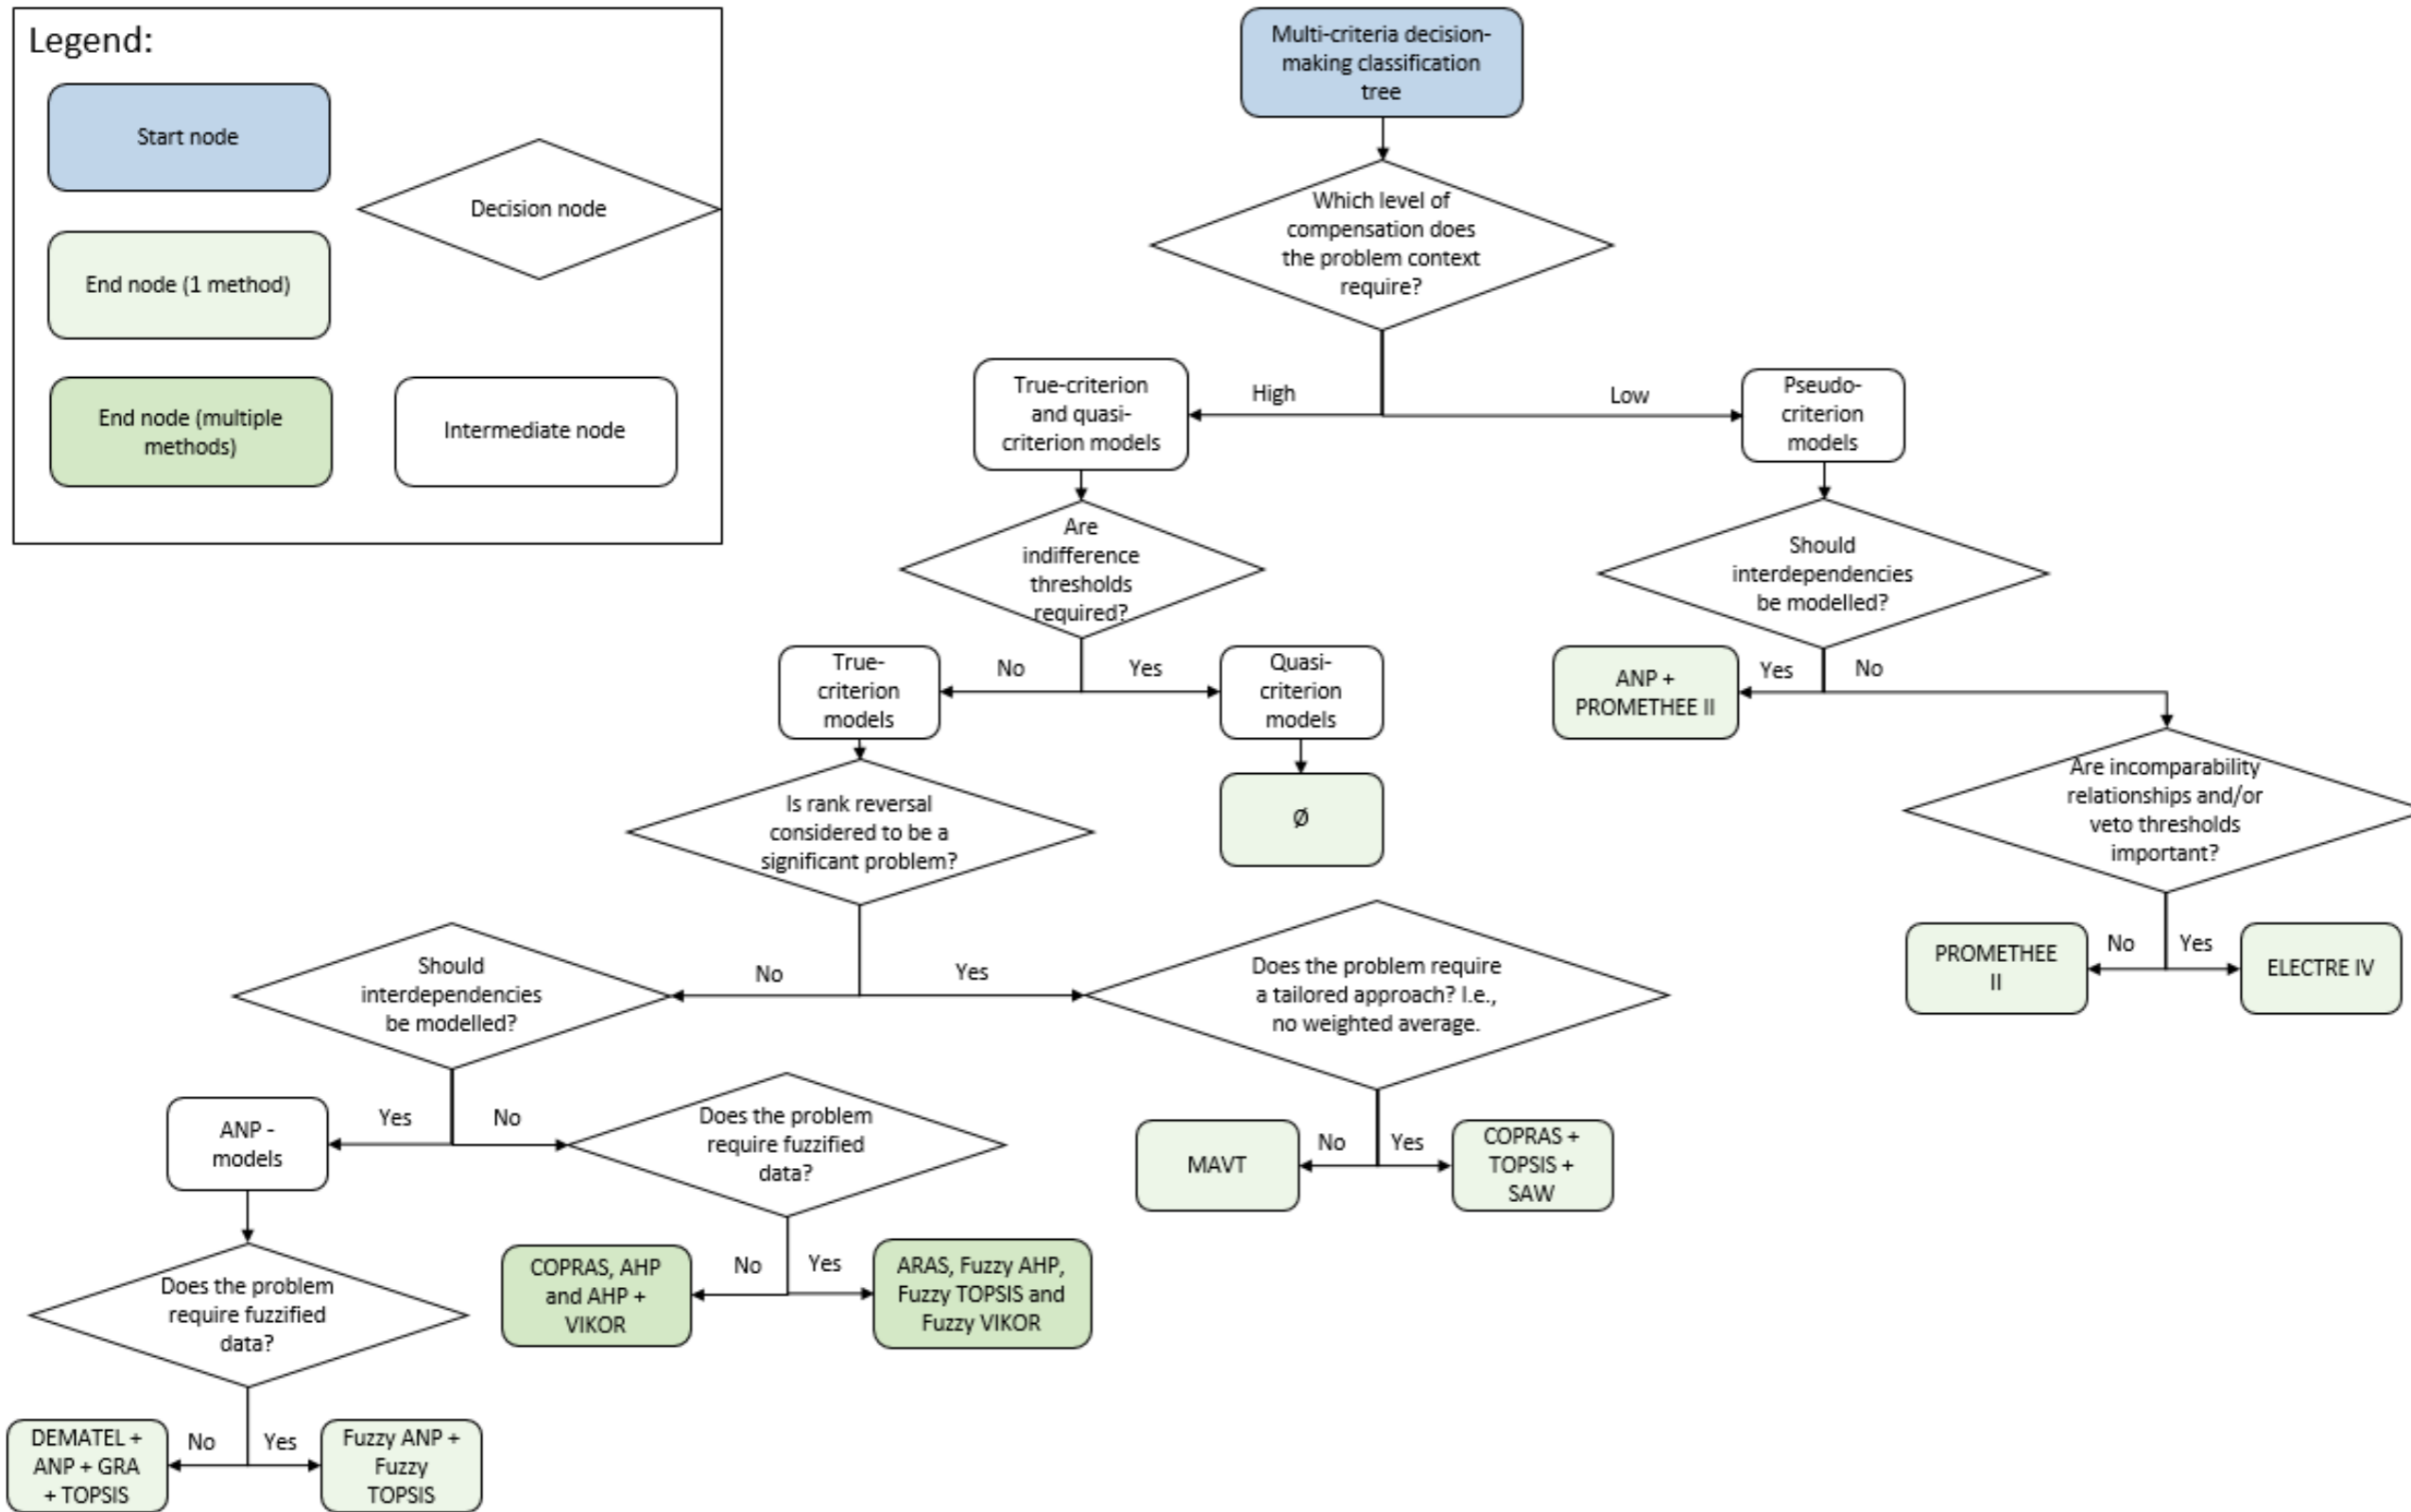 Legend:
Start node
Decision node
End node (1 method)
End node (multiple
methods)
Intermediate node
Multi-criteria decision-
making classification
tree
Which level of
compensation does
the problem context
require?
High
Low
True-criterion
and quasi-
criterion models
Pseudo-
criterion
models
Are
indifference
thresholds
required?
Should
interdependencies
be modelled?
No
Yes
True-
criterion
models
Quasi-
criterion
models
Yes
No
ANP +
PROMETHEE II
Ø
Is rank reversal
considered to be a
significant problem?
Are incomparability
relationships and/or
veto thresholds
important?
No
Yes
PROMETHEE
II
ELECTRE IV
No
Yes
Should
interdependencies
be modelled?
Does the problem require
a tailored approach? I.e.,
no weighted average.
Yes
No
ANP -
models
Does the problem
require fuzzified
data?
No
Yes
MAVT
COPRAS +
TOPSIS +
SAW
No
Yes
COPRAS, AHP
and AHP +
VIKOR
ARAS, Fuzzy AHP,
Fuzzy TOPSIS and
Fuzzy VIKOR
Does the problem
require fuzzified
data?
No
Yes
DEMATEL +
ANP + GRA
+ TOPSIS
Fuzzy ANP +
Fuzzy
TOPSIS